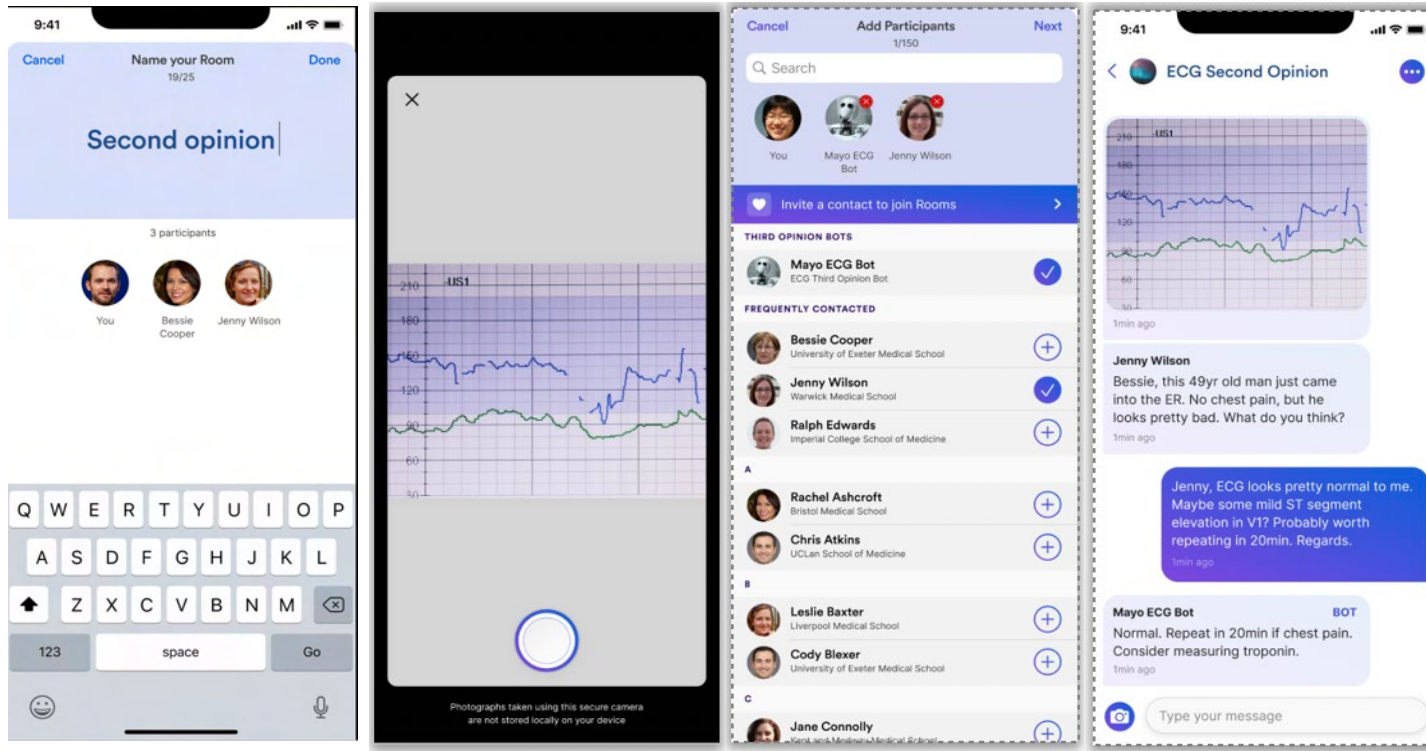 9:41
Cancel
Name your Room
Done
19/25
Second opinion
3 participants
You
Bessie
Cooper
Jenny Wilson
Q W E R T Y U I O P
A S D F G H J K L
Z X C V B N M
123
space
Go
210
-US1
180
120
90
60
30
Photographs taken using this secure camera
are not stored locally on your device
Cancel
Add Participants
Next
1/150
Search
You
Mayo ECG
Bot
Jenny Wilson
Invite a contact to join Rooms
THIRD OPINION BOTS
Mayo ECG Bot
ECG Third Opinion Bot
FREQUENTLY CONTACTED
Bessie Cooper
University of Exeter Medical School
Jenny Wilson
Warwick Medical School
Ralph Edwards
Imperial College School of Medicine
A
Rachel Ashcroft
Bristol Medical School
Chris Atkins
UCLan School of Medicine
B
Leslie Baxter
Liverpool Medical School
Cody Blexer
University of Exeter Medical School
C
Jane Connolly
Kent and Medway Medical School
9:41
ECG Second Opinion
210
-US1
180
120
90
60
1min ago
Jenny Wilson
Bessie, this 49yr old man just came
into the ER. No chest pain, but he
looks pretty bad. What do you think?
1min ago
Jenny, ECG looks pretty normal to me.
Maybe some mild ST segment
elevation in V1? Probably worth
repeating in 20min. Regards.
1min ago
Mayo ECG Bot
BOT
Normal. Repeat in 20min if chest pain.
Consider measuring troponin.
1min ago
Type your message